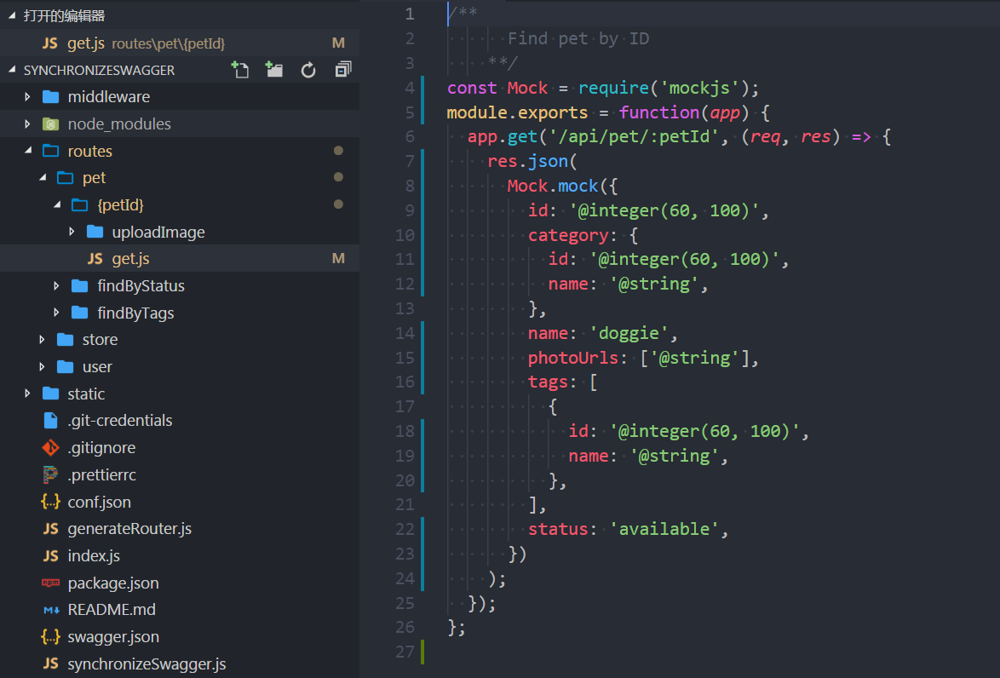 打开的编辑器
JS get.js routes\pet\{petId} M
SYNCHRONIZESWAGGER
middleware
node_modules
routes
pet
{petId}
uploadImage
JS get.js M
findByStatus
findByTags
store
user
static
.git-credentials
.gitignore
.prettierrc
{..} conf.json
JS generateRouter.js
JS index.js
npm package.json
M↓ README.md
{..} swagger.json
JS synchronizeSwagger.js
1 /**
2 Find pet by ID
3 **/
4 const Mock = require('mockjs');
5 module.exports = function(app) {
6 app.get('/api/pet/:petId', (req, res) => {
7 res.json(
8 Mock.mock({
9 id: '@integer(60, 100)',
10 category: {
11 id: '@integer(60, 100)',
12 name: '@string',
13 },
14 name: 'doggie',
15 photoUrls: ['@string'],
16 tags: [
17 {
18 id: '@integer(60, 100)',
19 name: '@string',
20 },
21 ],
22 status: 'available',
23 })
24 );
25 });
26 };
27